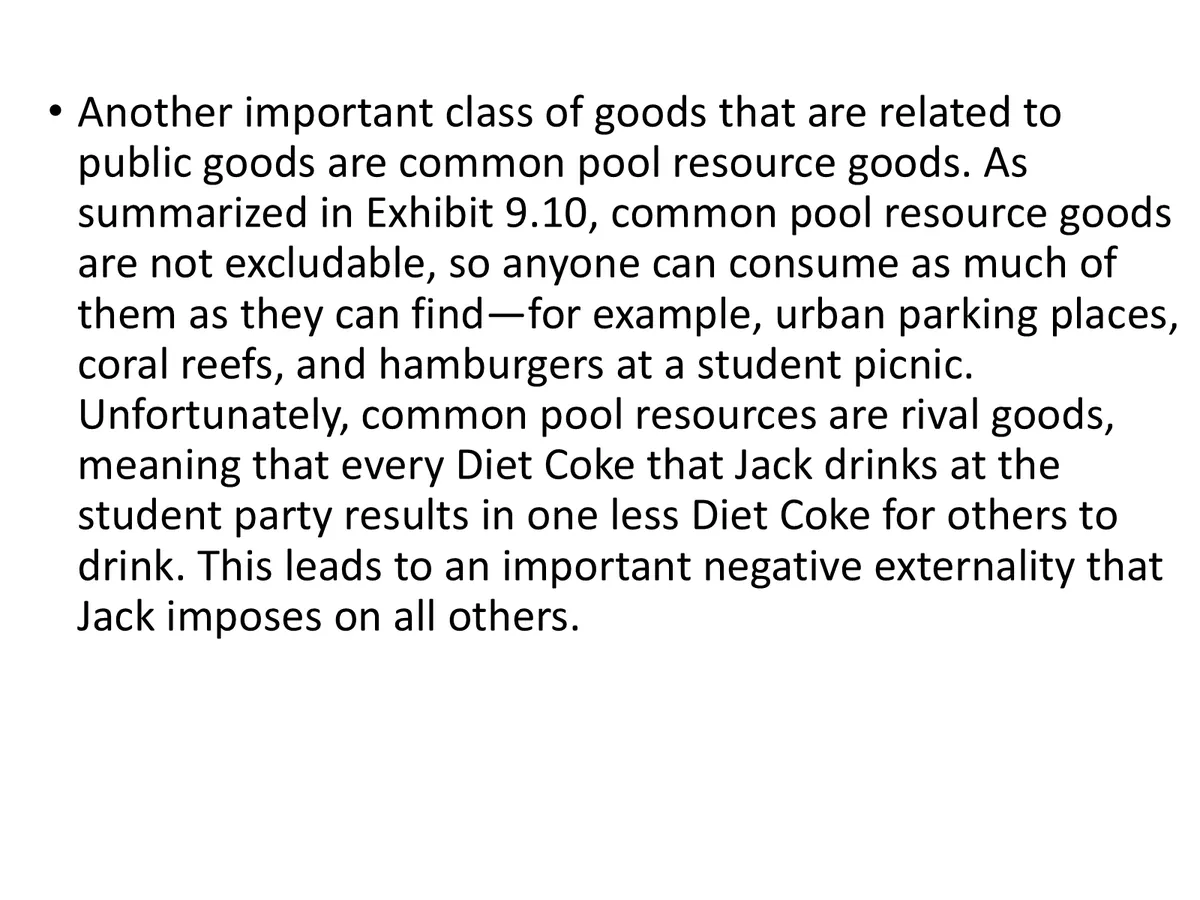 • Another important class of goods that are related to
public goods are common pool resource goods. As
summarized in Exhibit 9.10, common pool resource goods
are not excludable, so anyone can consume as much of
them as they can find—for example, urban parking places,
coral reefs, and hamburgers at a student picnic.
Unfortunately, common pool resources are rival goods,
meaning that every Diet Coke that Jack drinks at the
student party results in one less Diet Coke for others to
drink. This leads to an important negative externality that
Jack imposes on all others.